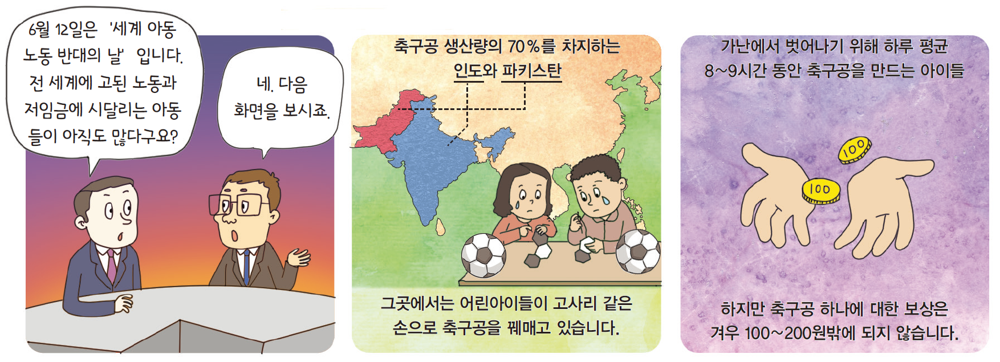 6월 12일은 '세계 아동
노동 반대의 날' 입니다.
전 세계에 고된 노동과
저임금에 시달리는 아동
들이 아직도 많다구요?
네. 다음
화면을 보시죠.
축구공 생산량의 70%를 차지하는
인도와 파키스탄
그곳에서는 어린아이들이 고사리 같은
손으로 축구공을 꿰매고 있습니다.
가난에서 벗어나기 위해 하루 평균
8~9시간 동안 축구공을 만드는 아이들
100
100
하지만 축구공 하나에 대한 보상은
겨우 100~200원밖에 되지 않습니다.